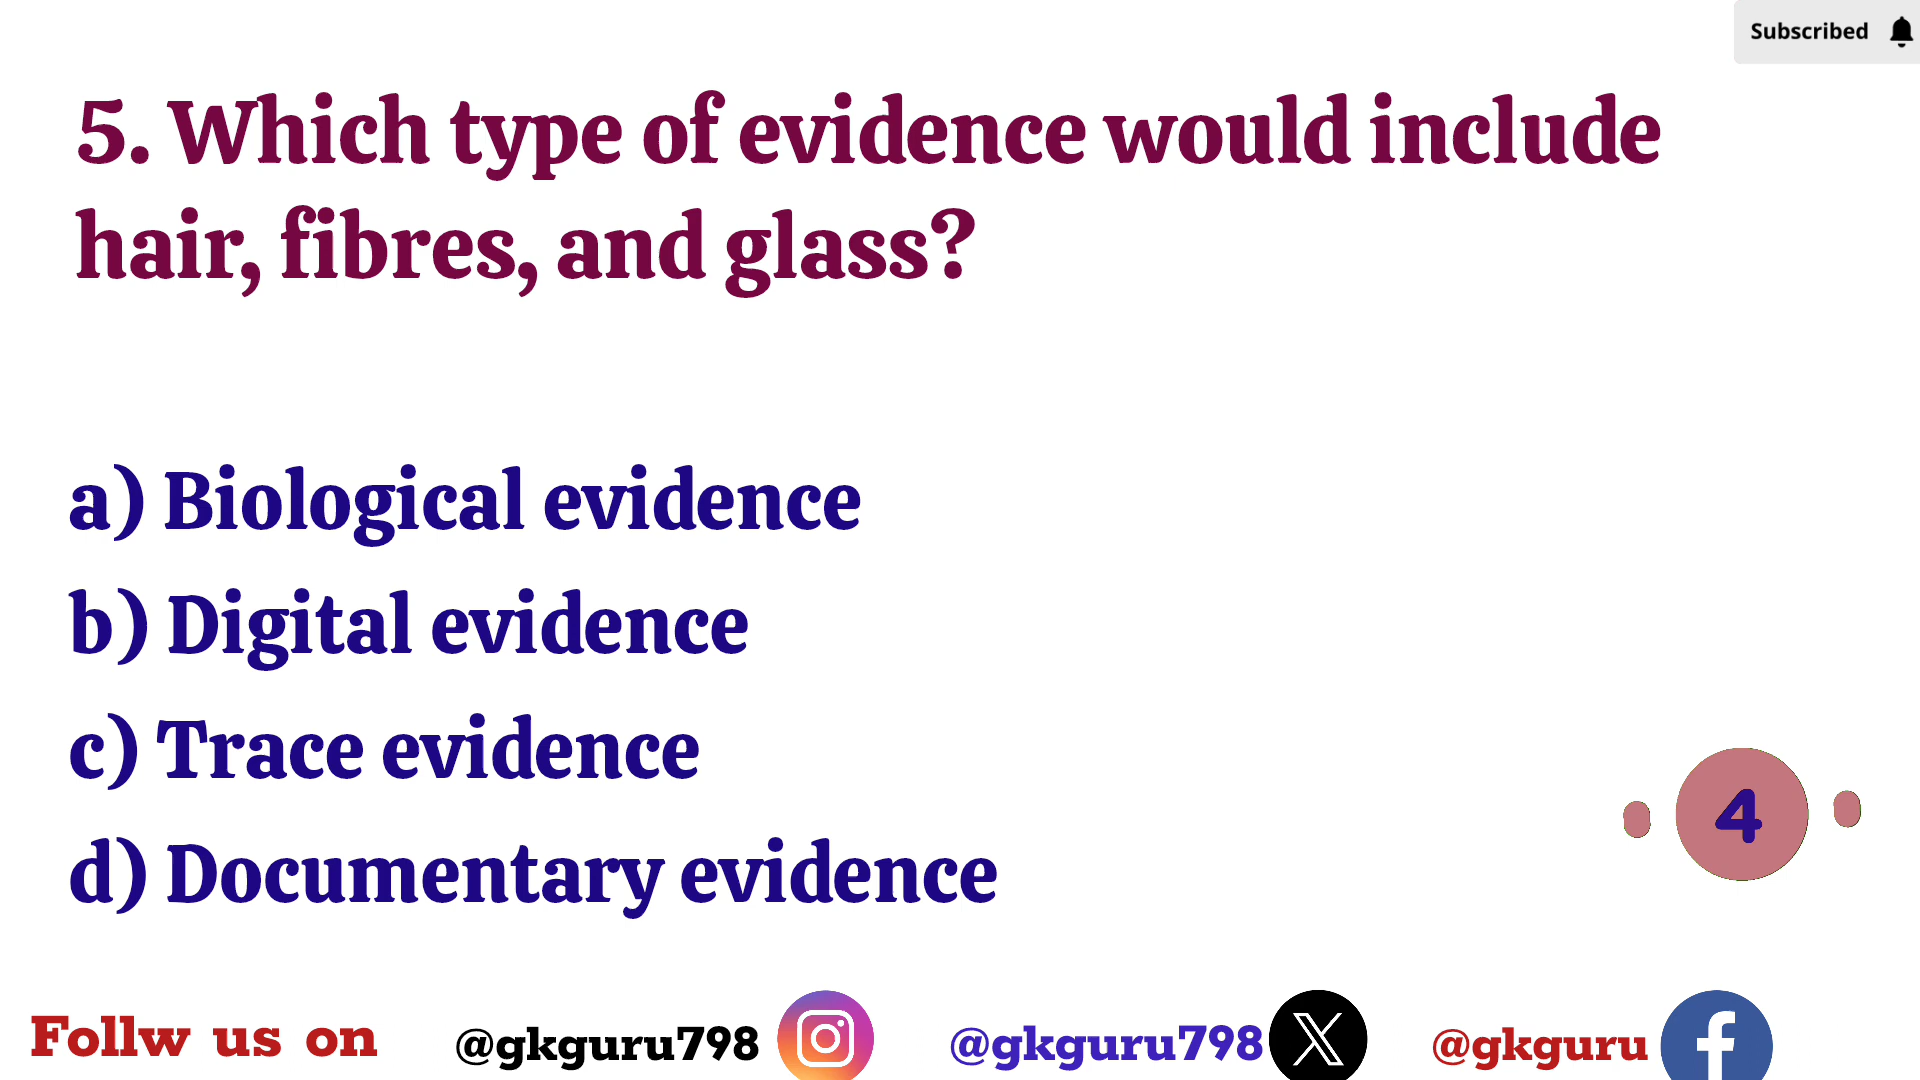 Subscribed
5. Which type of evidence would include
hair, fibres, and glass?
a) Biological evidence
b) Digital evidence
c) Trace evidence
d) Documentary evidence
4
Follw us on @gkguru798 @gkguru798 @gkguru